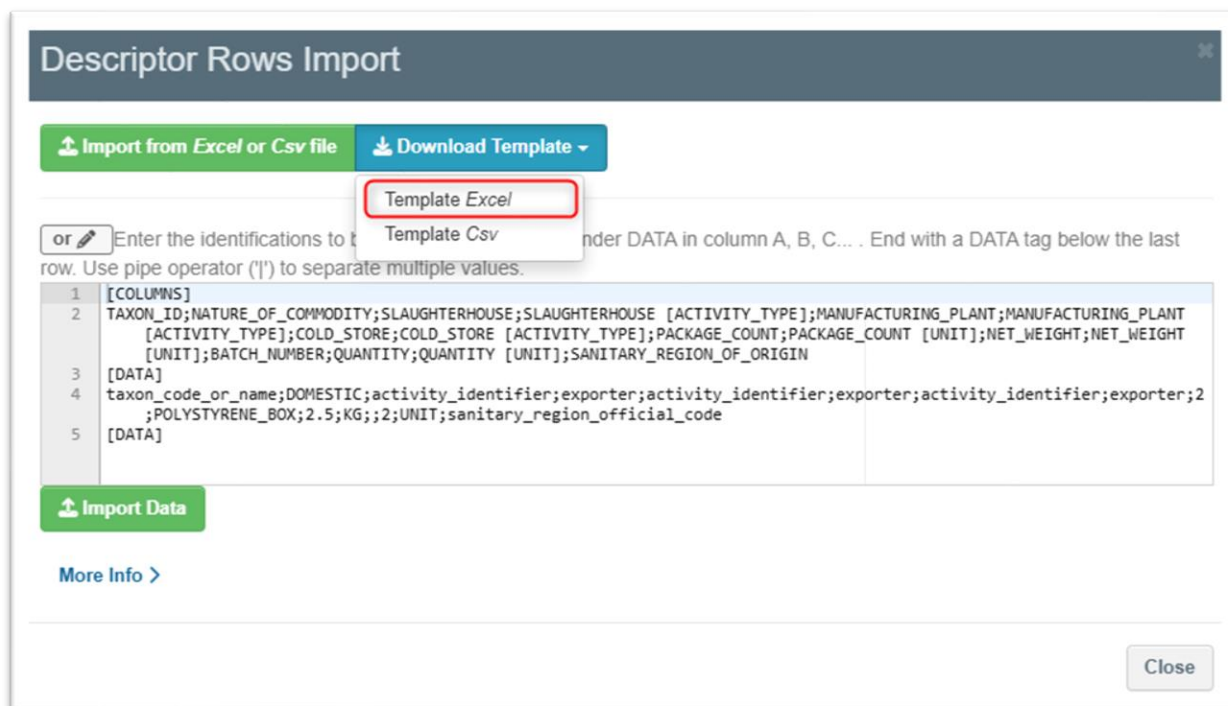 Descriptor Rows Import
Import from Excel or Csv file Download Template
Template Excel
Template Csv
or Enter the identifications to b nder DATA in column A, B, C... . End with a DATA tag below the last
row. Use pipe operator ('|') to separate multiple values.
1 [COLUMNS]
2 TAXON_ID;NATURE_OF_COMMODITY;SLAUGHTERHOUSE;SLAUGHTERHOUSE [ACTIVITY_TYPE];MANUFACTURING_PLANT;MANUFACTURING_PLANT
[ACTIVITY_TYPE];COLD_STORE;COLD_STORE [ACTIVITY_TYPE];PACKAGE_COUNT;PACKAGE_COUNT [UNIT];NET_WEIGHT;NET_WEIGHT
[UNIT];BATCH_NUMBER;QUANTITY;QUANTITY [UNIT];SANITARY_REGION_OF_ORIGIN
3 [DATA]
4 taxon_code_or_name;DOMESTIC;activity_identifier;exporter;activity_identifier;exporter;activity_identifier;exporter;2
;POLYSTYRENE_BOX;2.5;KG;;2;UNIT;sanitary_region_official_code
5 [DATA]
Import Data
More Info >
Close